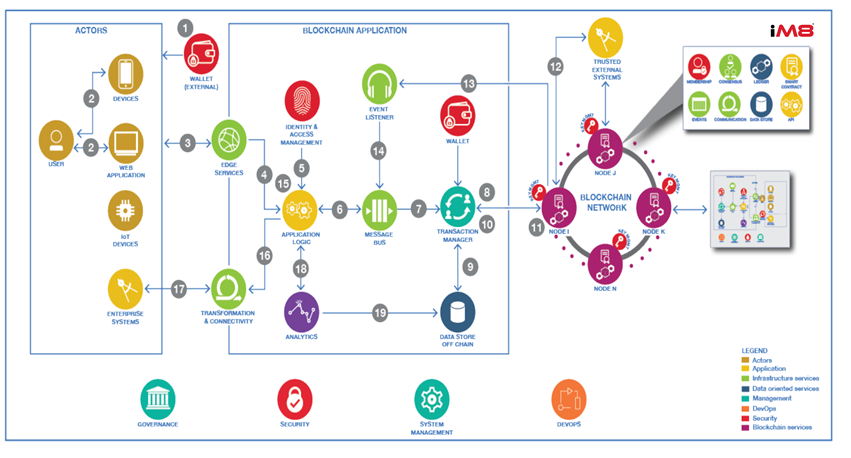 ACTORS
BLOCKCHAIN APPLICATION
iM8
1
WALLET
(EXTERNAL)
2
DEVICES
USER
2
WEB
APPLICATION
3
EDGE
SERVICES
IoT
DEVICES
17
ENTERPRISE
SYSTEMS
TRANSFORMATION
& CONNECTIVITY
IDENTITY & ACCESS
MANAGEMENT
4
5
15
APPLICATION
LOGIC
16
18
ANALYTICS
19
EVENT
LISTENER
13
14
6
MESSAGE
BUS
7
WALLET
TRANSACTION
MANAGER
8
10
9
DATA STORE
OFF CHAIN
12
TRUSTED
EXTERNAL
SYSTEMS
11
NODE I
NODE J
BLOCKCHAIN
NETWORK
NODE K
NODE N
MEMBERSHIP
CONSENSUS
LEDGER
SMART
CONTRACT
EVENTS
COMMUNICATION
DATA STORE
API
GOVERNANCE
SECURITY
SYSTEM
MANAGEMENT
DEVOPS
LEGEND
Actors
Application
Infrastructure services
Data oriented services
Management
DevOps
Security
Blockchain services